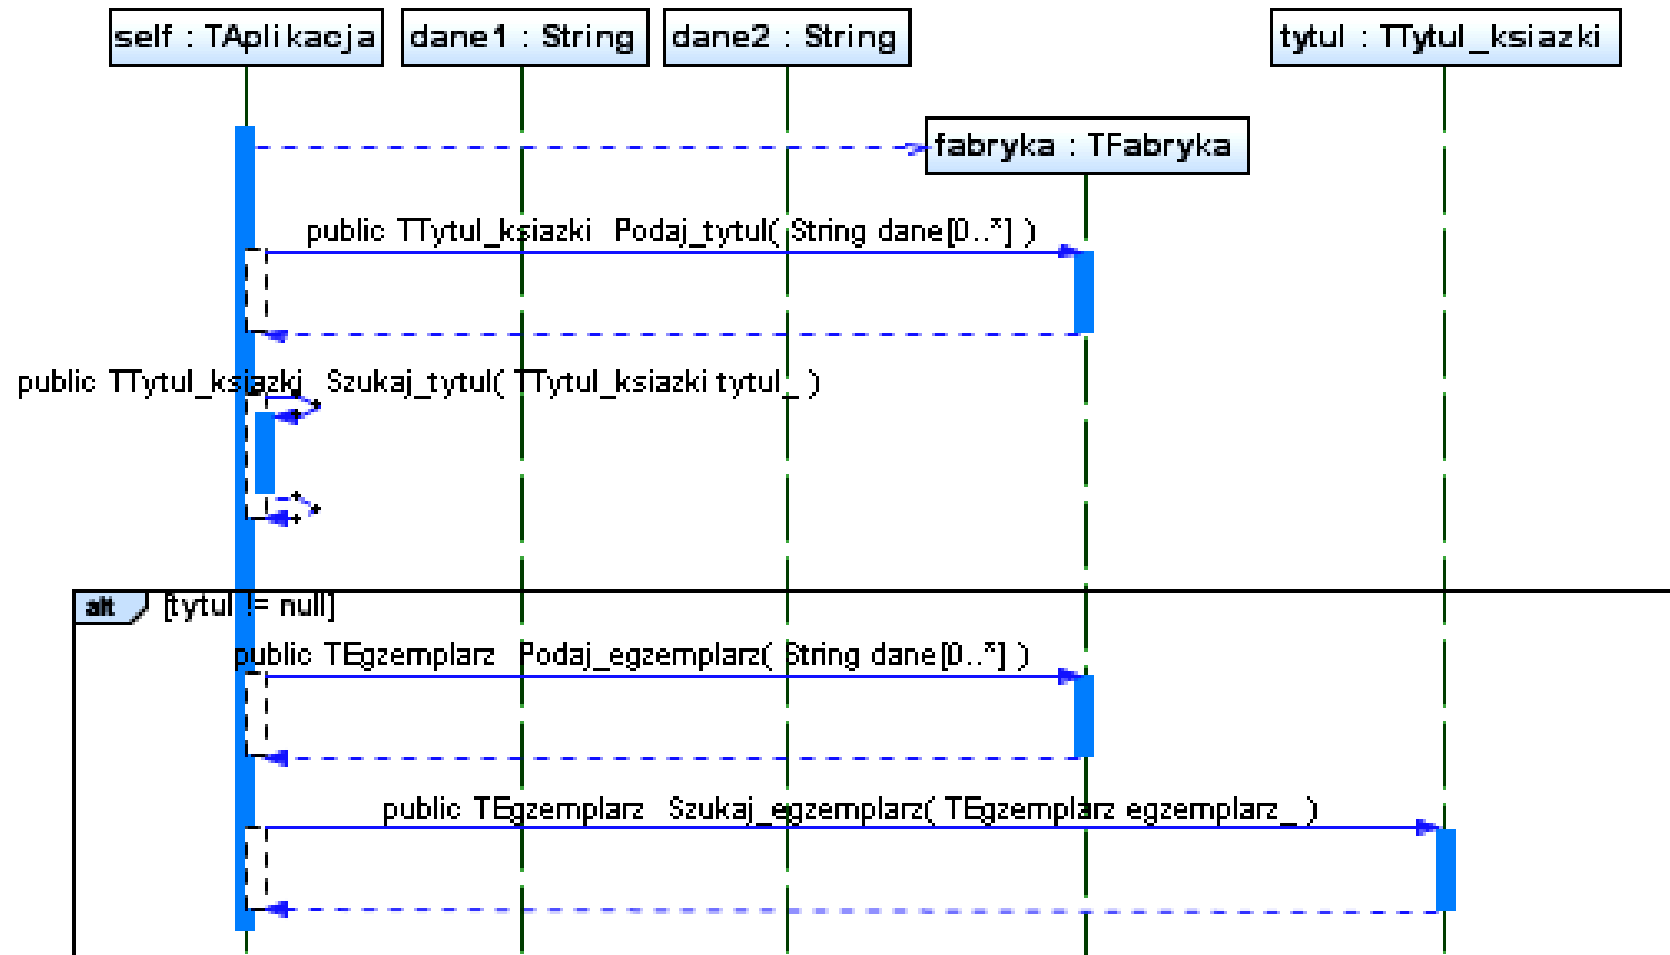 self : TAplikacja
dane1 : String
dane2 : String
tytul : TTytul_ksiazki
fabryka : TFabryka
public TTytul_ksiazki Podaj_tytul( String dane[0..*] )
public TTytul_ksiazki Szukaj_tytul( TTytul_ksiazki tytul_ )
alt [tytul != null]
public TEgzemplarz Podaj_egzemplarz( String dane[0..*] )
public TEgzemplarz Szukaj_egzemplarz( TEgzemplarz egzemplarz_ )